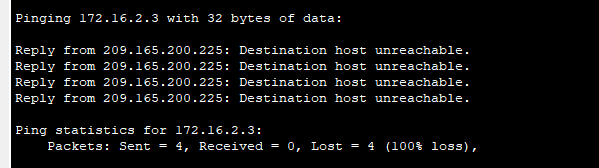 Pinging 172.16.2.3 with 32 bytes of data:
Reply from 209.165.200.225: Destination host unreachable.
Reply from 209.165.200.225: Destination host unreachable.
Reply from 209.165.200.225: Destination host unreachable.
Reply from 209.165.200.225: Destination host unreachable.
Ping statistics for 172.16.2.3:
Packets: Sent = 4, Received = 0, Lost = 4 (100% loss),